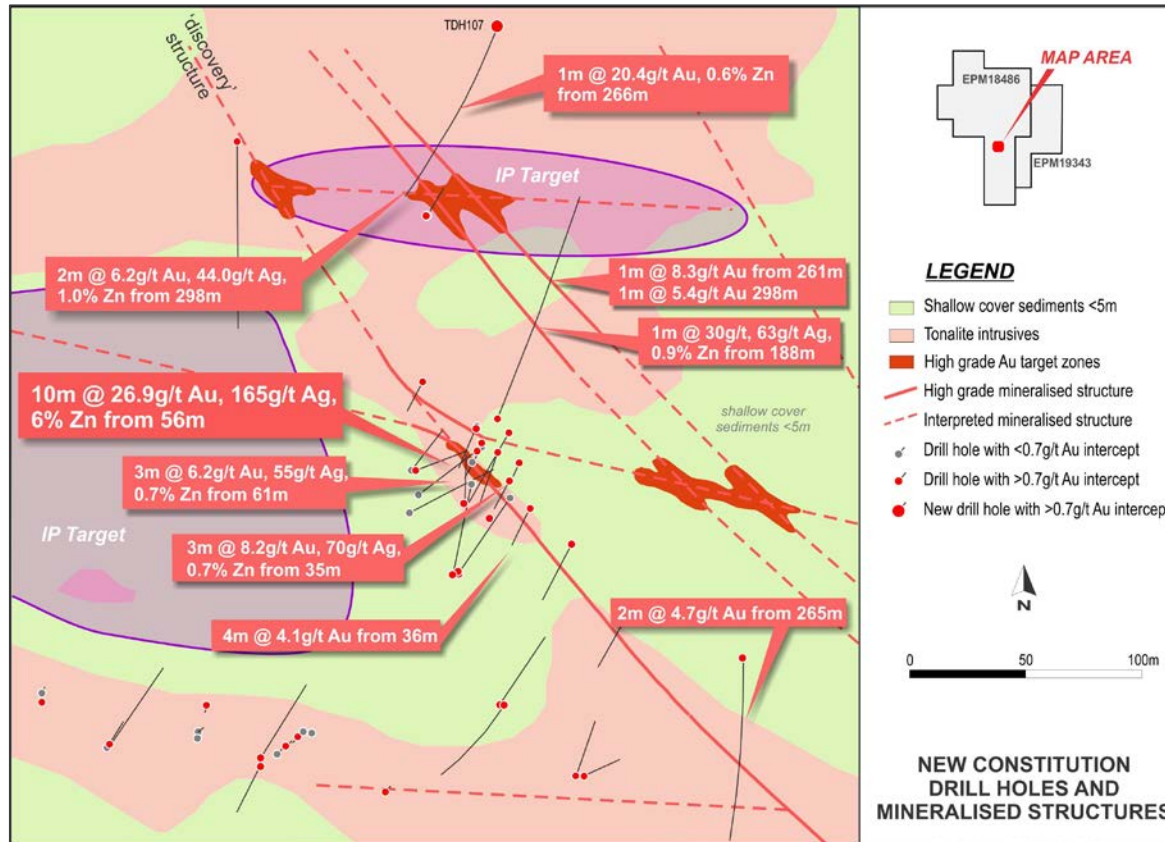 'discovery'
structure
TDH107
1m @ 20.4g/t Au, 0.6% Zn
from 266m
IP Target
2m @ 6.2g/t Au, 44.0g/t Ag,
1.0% Zn from 298m
1m @ 8.3g/t Au from 261m
1m @ 5.4g/t Au 298m
1m @ 30g/t, 63g/t Ag,
0.9% Zn from 188m
10m @ 26.9g/t Au, 165g/t Ag,
6% Zn from 56m
shallow cover
sediments <5m
3m @ 6.2g/t Au, 55g/t Ag,
0.7% Zn from 61m
IP Target
3m @ 8.2g/t Au, 70g/t Ag,
0.7% Zn from 35m
4m @ 4.1g/t Au from 36m
2m @ 4.7g/t Au from 265m
MAP AREA
EPM18486
EPM19343
LEGEND
Shallow cover sediments <5m
Tonalite intrusives
High grade Au target zones
High grade mineralised structure
Interpreted mineralised structure
Drill hole with <0.7g/t Au intercept
Drill hole with >0.7g/t Au intercept
New drill hole with >0.7g/t Au intercept
N
0 50 100m
NEW CONSTITUTION
DRILL HOLES AND
MINERALISED STRUCTURES